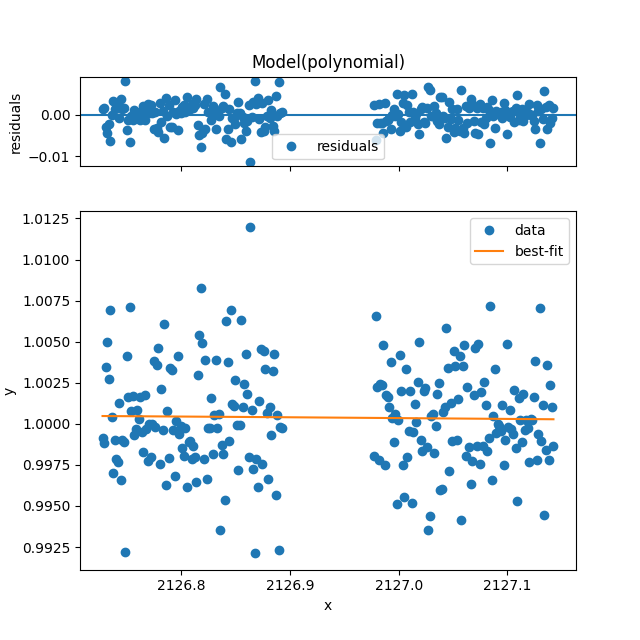 Model(polynomial)
0.00
−0.01
residuals
residuals
1.0125
1.0100
1.0075
1.0050
1.0025
1.0000
0.9975
0.9950
0.9925
y
data
best-fit
2126.8 2126.9 2127.0 2127.1
x